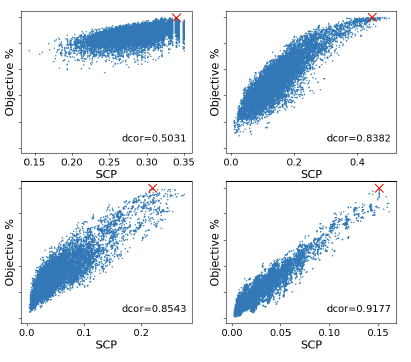 Objective %
dcor=0.5031
0.15 0.20 0.25 0.30 0.35
SCP
Objective %
dcor=0.8382
0.0 0.2 0.4
SCP
Objective %
dcor=0.8543
0.0 0.1 0.2
SCP
Objective %
dcor=0.9177
0.00 0.05 0.10 0.15
SCP